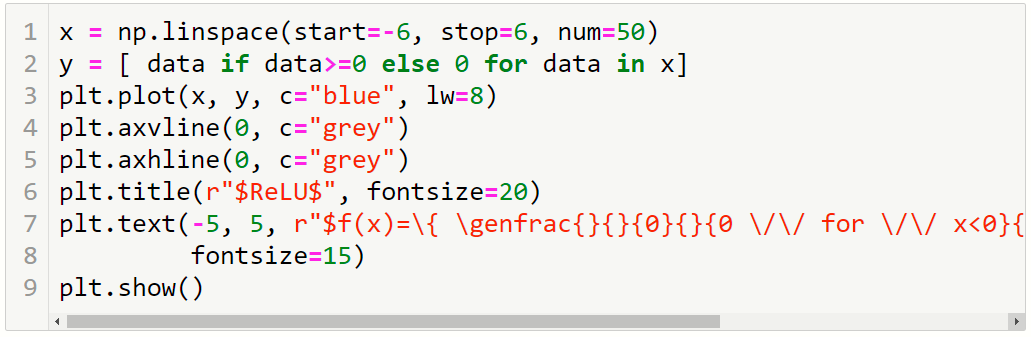 1 x = np.linspace(start=-6, stop=6, num=50)
2 y = [ data if data>=0 else 0 for data in x]
3 plt.plot(x, y, c="blue", lw=8)
4 plt.axvline(0, c="grey")
5 plt.axhline(0, c="grey")
6 plt.title(r"$ReLU$", fontsize=20)
7 plt.text(-5, 5, r"$f(x)=\{ \genfrac{}{}{0}{}{0 \/\/ for \/\/ x<0}{
8 fontsize=15)
9 plt.show()